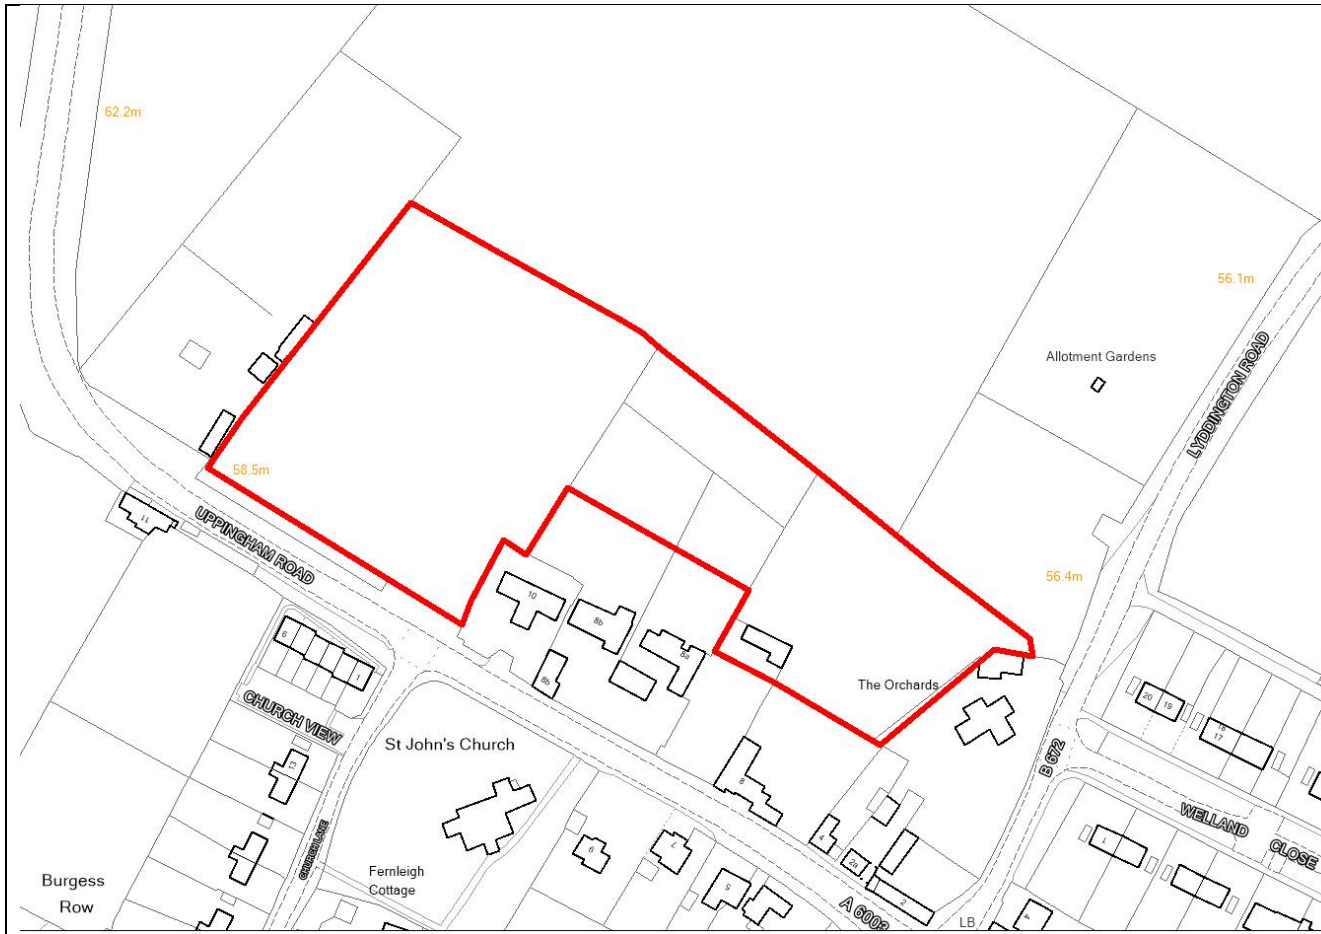 62.2m
56.1m
Allotment Gardens
LYDDINGTON ROAD
58.5m
UPPINGHAM ROAD
11
56.4m
10
8b
8b
8a
6
1
The Orchards
CHURCH VIEW
St John's Church
13
8
B 672
20
19
18
17
WELLAND
CLOSE
CHURCH LANE
Fernleigh
Cottage
Burgess
Row
9
7
5
4
2a
2
A 6003
LB
1
4